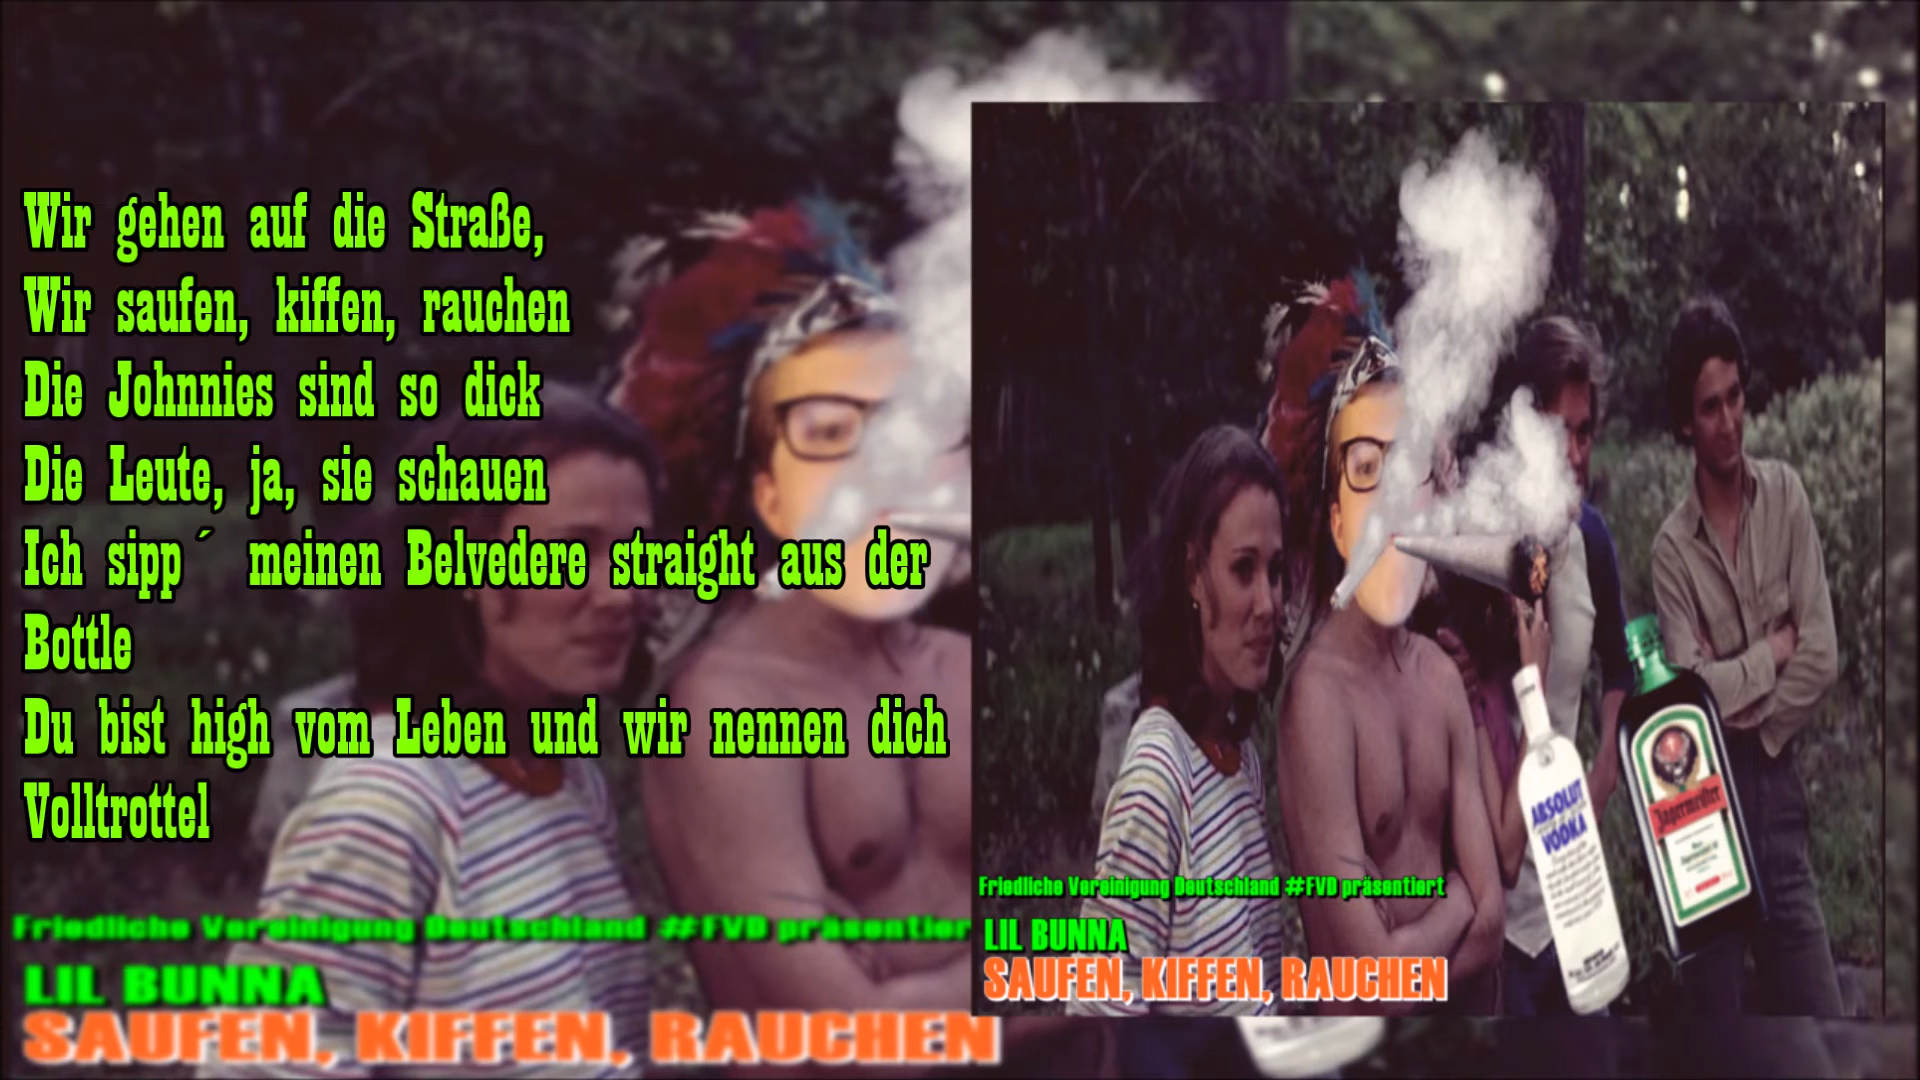 Wir gehen auf die Straße,
Wir saufen, kiffen, rauchen
Die Johnnies sind so dick
Die Leute, ja, sie schauen
Ich sipp´ meinen Belvedere straight aus der
Bottle
Du bist high vom Leben und wir nennen dich
Volltrottel
Friedliche Vereinigung Deutschland #FVD präsentier
LIL BUNNA
SAUFEN, KIFFEN, RAUCHEN
ABSOLUT
VODKA
Jägermeister
Friedliche Vereinigung Deutschland #FVD präsentiert
LIL BUNNA
SAUFEN, KIFFEN, RAUCHEN